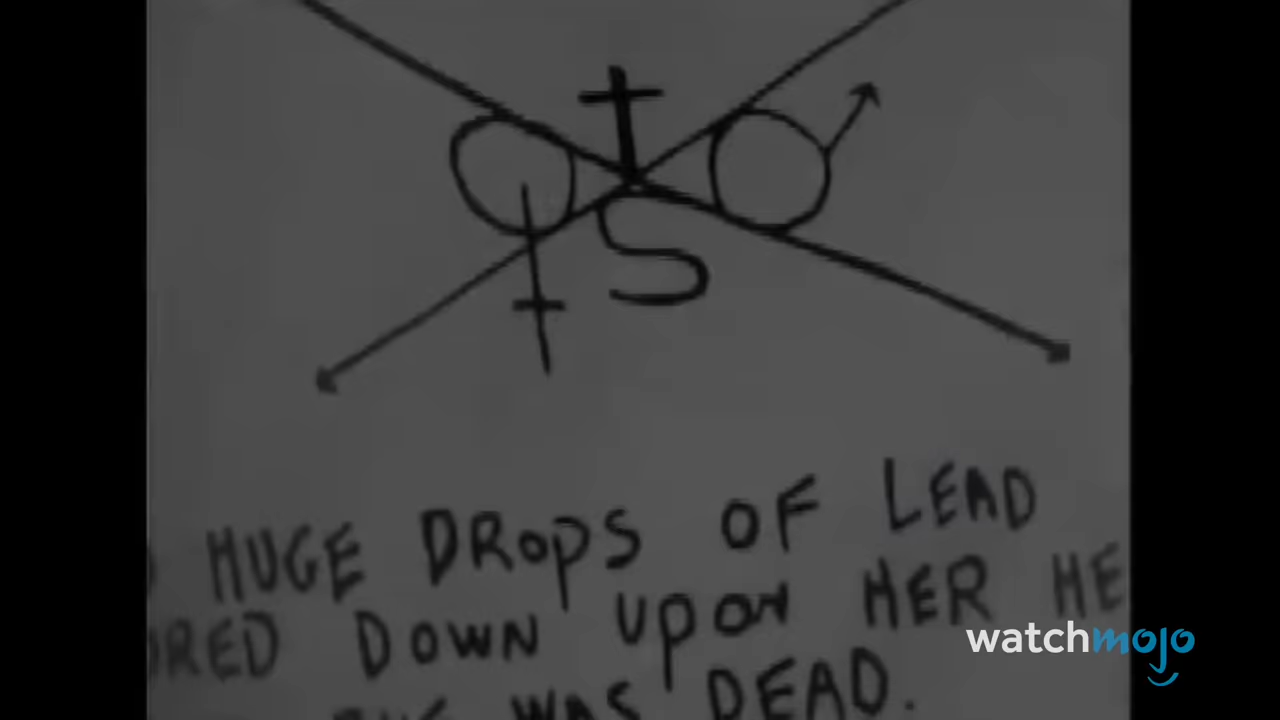 S
HUGE DROPS OF LEAD
DOWN UPON HER
WAS DEAD.
watchmojo